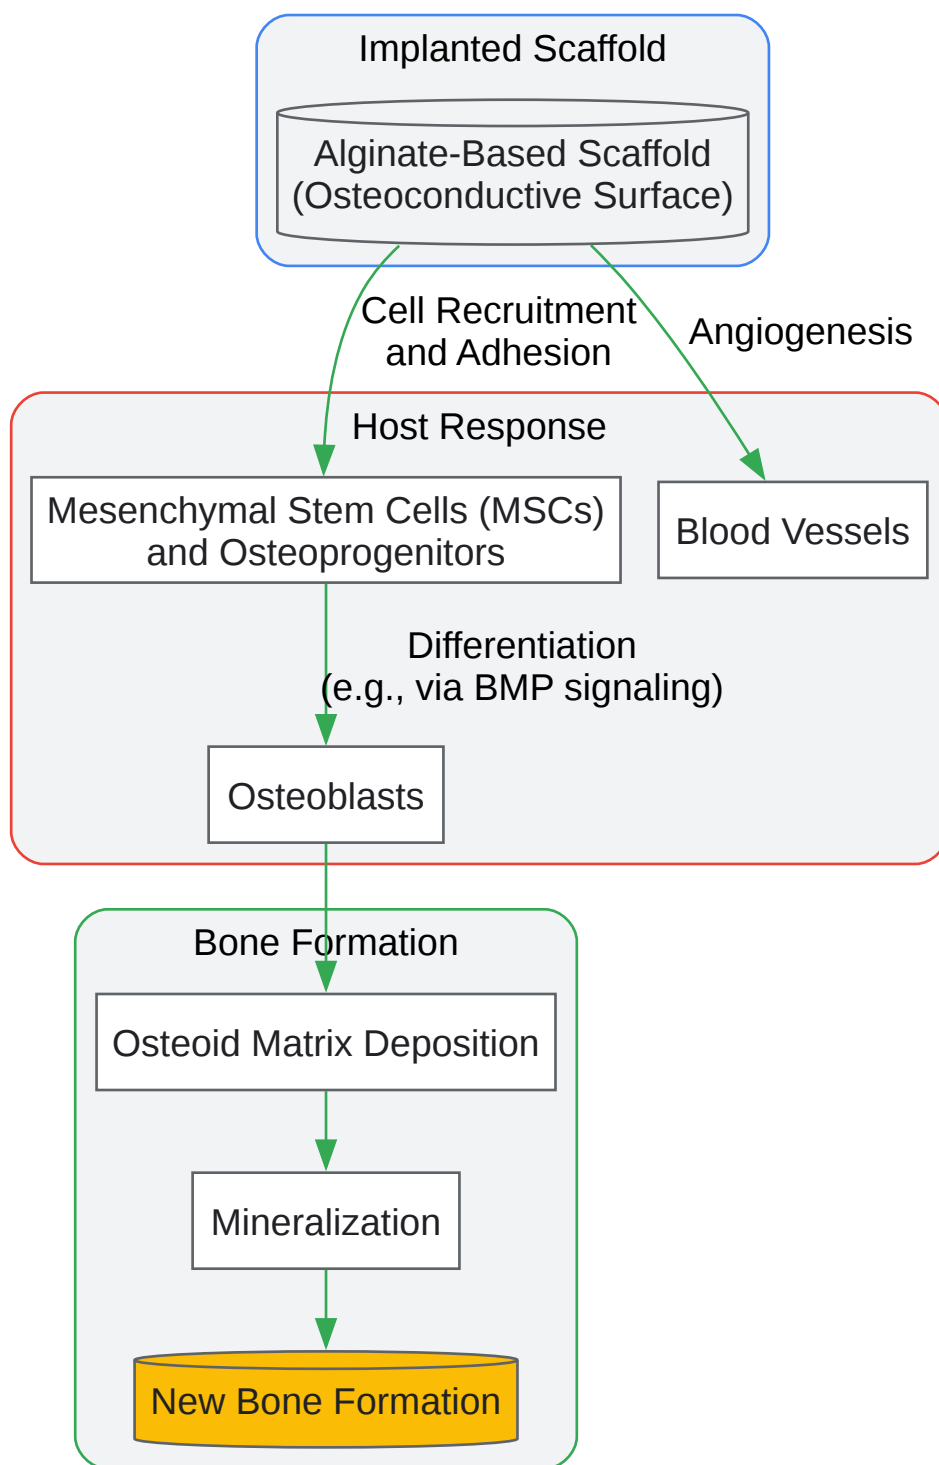 Implanted Scaffold
Alginate-Based Scaffold
(Osteoconductive Surface)
Cell Recruitment
and Adhesion
Angiogenesis
Host Response
Mesenchymal Stem Cells (MSCs)
and Osteoprogenitors
Blood Vessels
Differentiation
(e.g., via BMP signaling)
Osteoblasts
Bone Formation
Osteoid Matrix Deposition
Mineralization
New Bone Formation